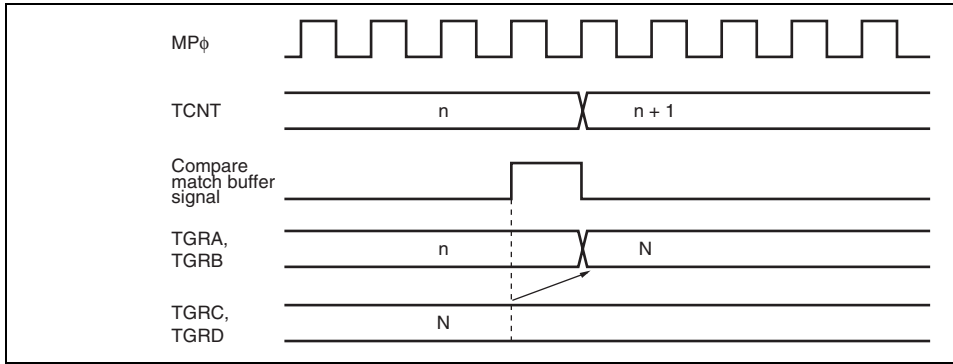 MPϕ
TCNT
n
n + 1
Compare
match buffer
signal
TGRA,
TGRB
n
N
TGRC,
TGRD
N